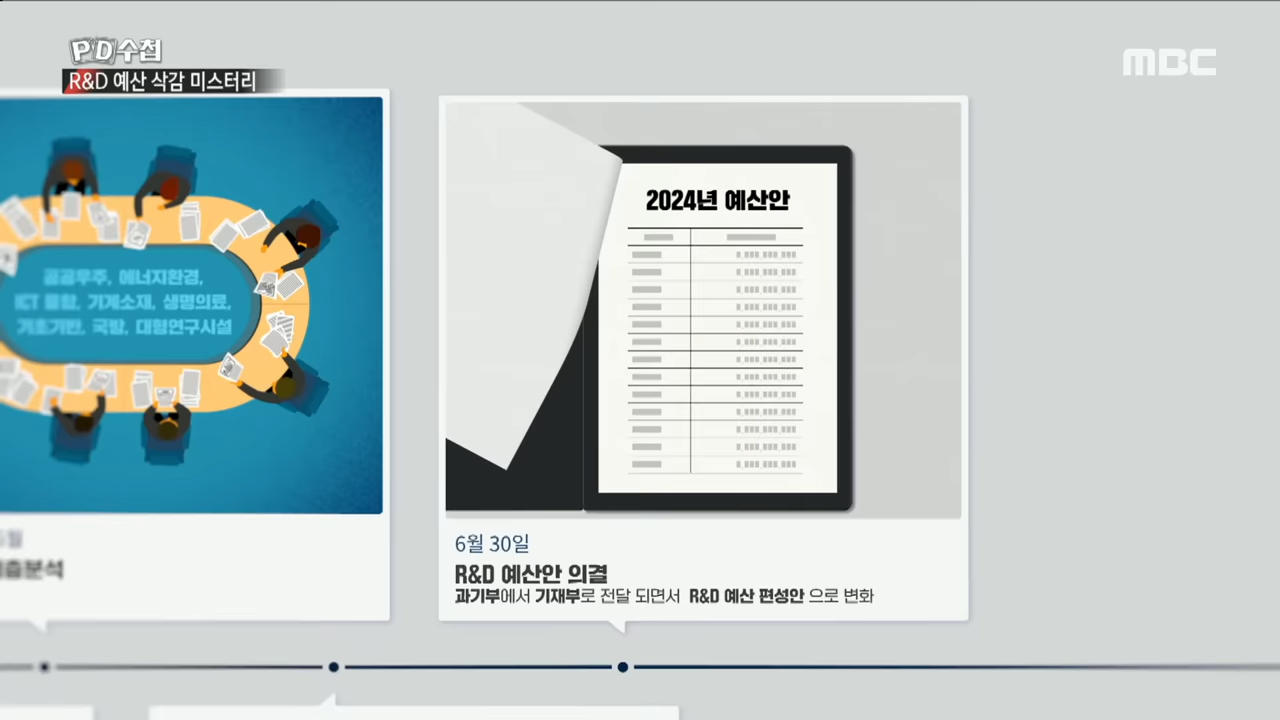 PD수첩
R&D 예산 삭감 미스터리
MBC
공공우주, 에너지환경,
ICT 융합, 기계소재, 생명의료,
기초기반, 국방, 대형연구시설
2024년 예산안
6월 30일
R&D 예산안 의결
과기부에서 기재부로 전달 되면서 R&D 예산 편성안 으로 변화